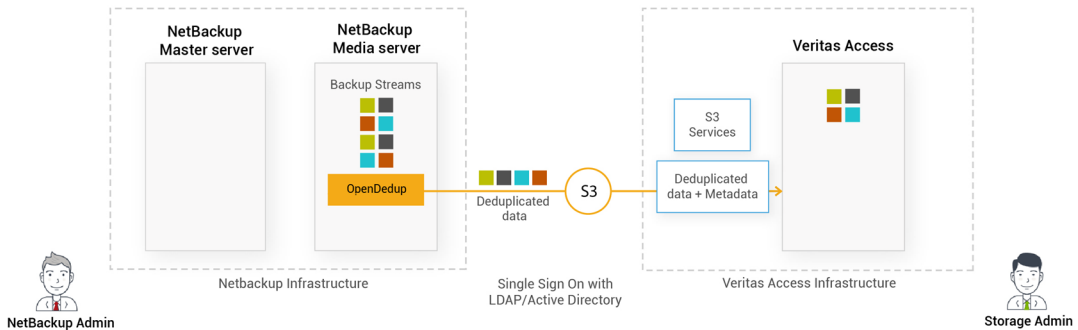 NetBackup
Master server
NetBackup
Media server
Backup Streams
OpenDedup
Netbackup Infrastructure
NetBackup Admin
Deduplicated
data
S3
Single Sign On with
LDAP/Active Directory
Veritas Access
S3
Services
Deduplicated
data + Metadata
Veritas Access Infrastructure
Storage Admin